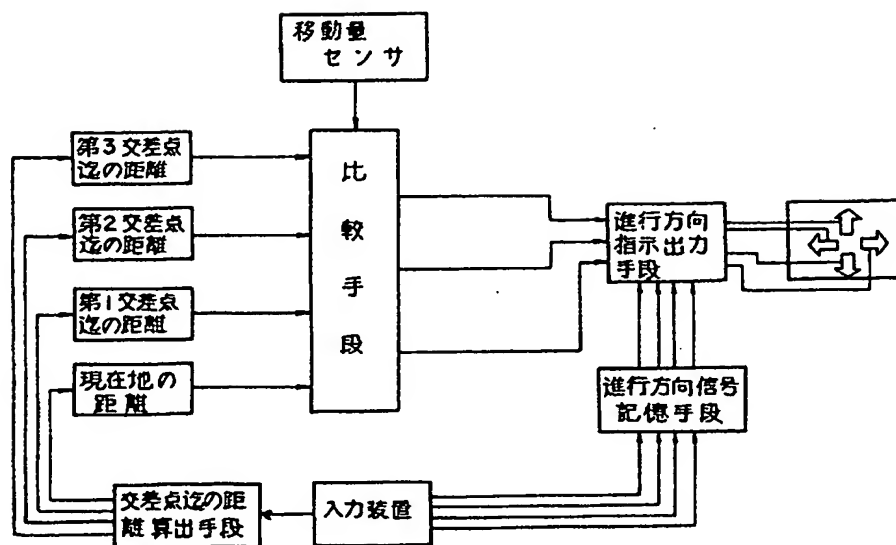 移動量
センサ
第3交差点
迄の距離
第2交差点
迄の距離
第1交差点
迄の距離
現在地の
距離
比
較
手
段
進行方向
指示出力
手段
進行方向信号
記憶手段
交差点迄の距
離算出手段
入力装置